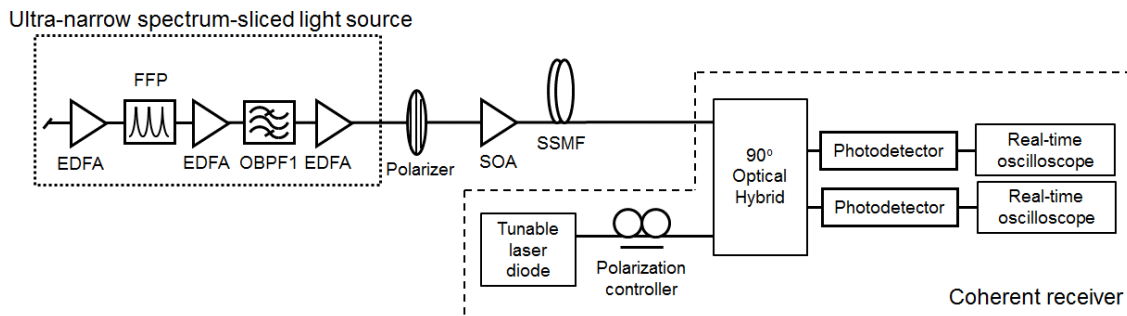 Ultra-narrow spectrum-sliced light source
FFP
EDFA
EDFA
OBPF1
EDFA
Polarizer
SOA
SSMF
90o
Optical
Hybrid
Photodetector
Real-time
oscilloscope
Photodetector
Real-time
oscilloscope
Tunable
laser
diode
Polarization
controller
Coherent receiver